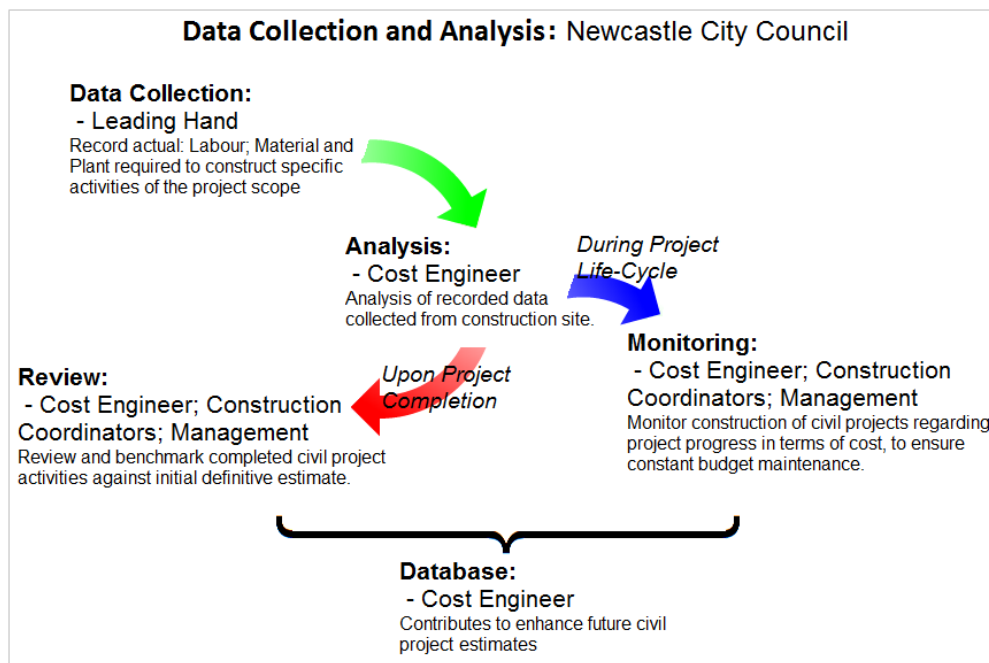 Data Collection and Analysis: Newcastle City Council
Data Collection:
- Leading Hand
Record actual: Labour; Material and
Plant required to construct specific
activities of the project scope
During Project
Life-Cycle
Analysis:
- Cost Engineer
Analysis of recorded data
collected from construction site.
Monitoring:
- Cost Engineer; Construction
Coordinators; Management
Monitor construction of civil projects regarding
project progress in terms of cost, to ensure
constant budget maintenance.
Upon Project
Completion
Review:
- Cost Engineer; Construction
Coordinators; Management
Review and benchmark completed civil project
activities against initial definitive estimate.
Database:
- Cost Engineer
Contributes to enhance future civil
project estimates